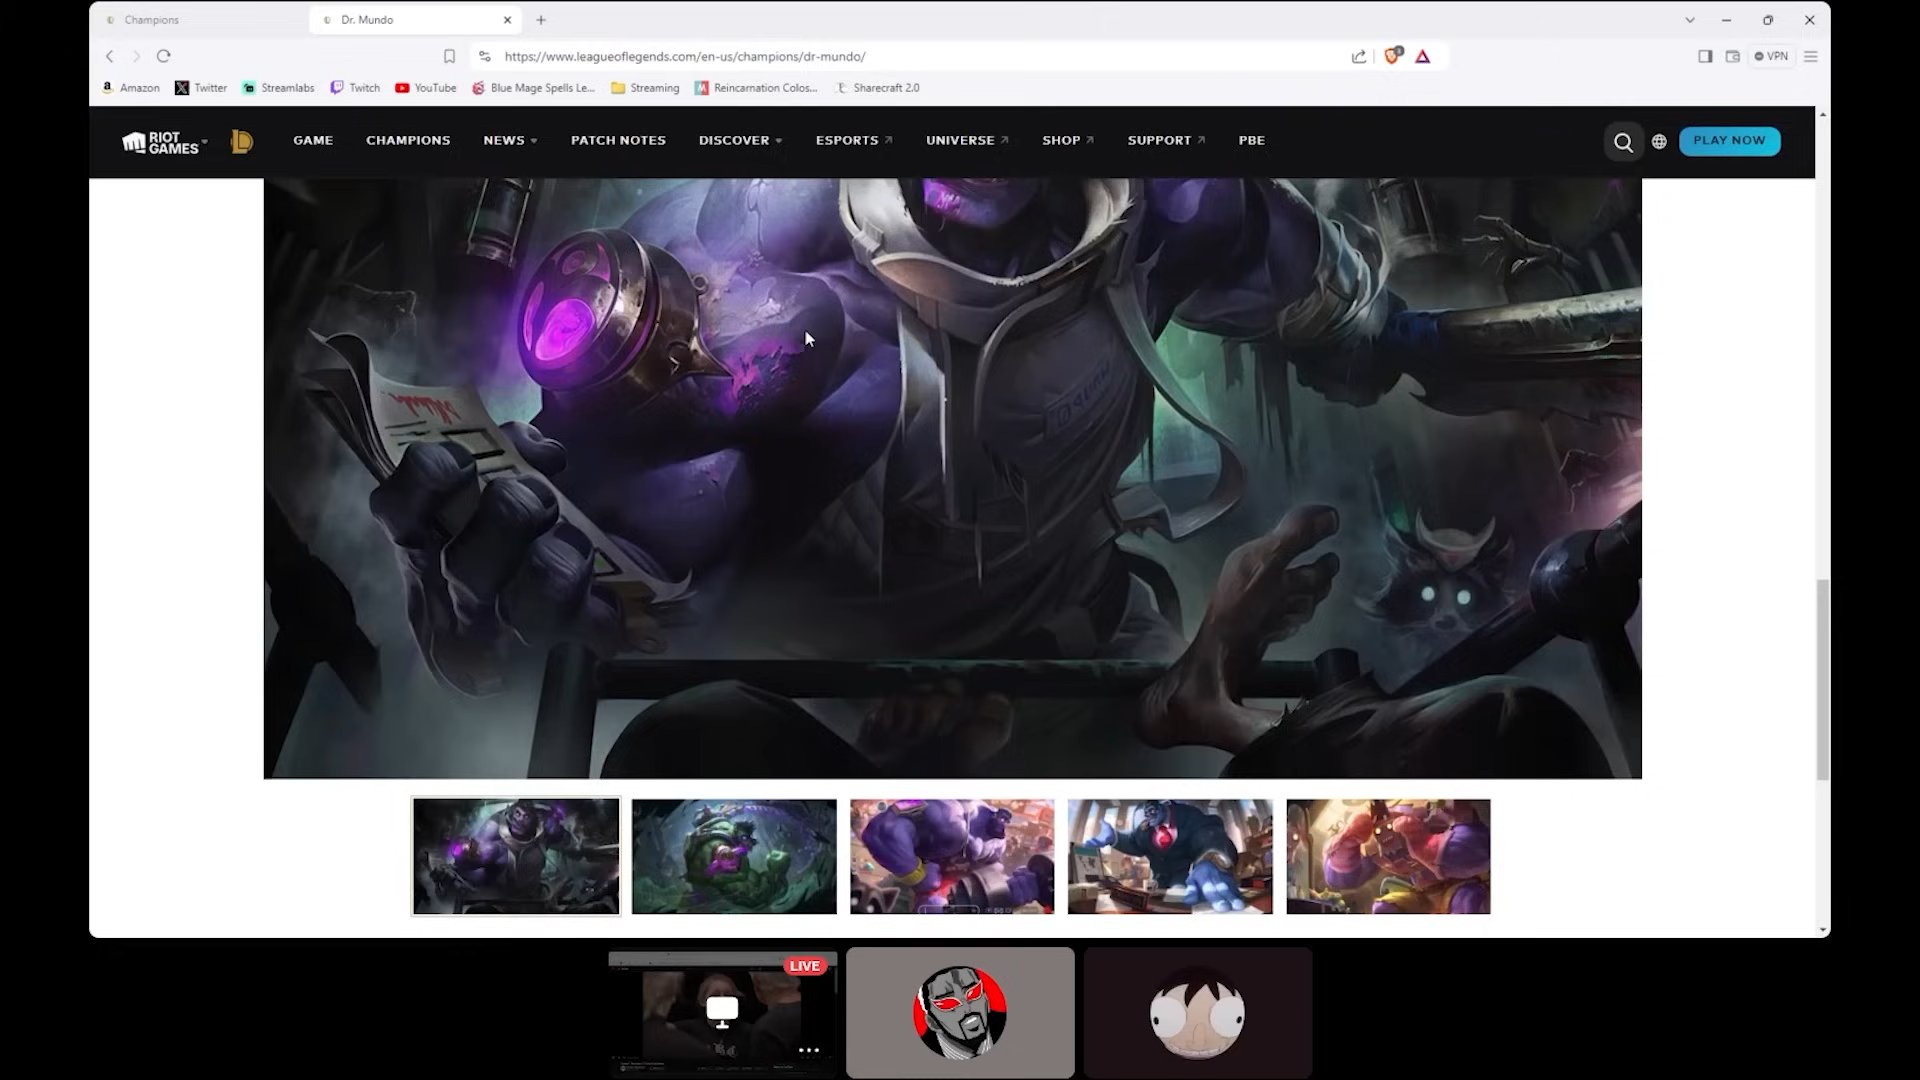 Champions
Dr. Mundo
https://www.leagueoflegends.com/en-us/champions/dr-mundo/
VPN
Amazon
Twitter
Streamlabs
Twitch
YouTube
Blue Mage Spells Le...
Streaming
Reincarnation Colos...
Sharecraft 2.0
RIOT GAMES
GAME
CHAMPIONS
NEWS
PATCH NOTES
DISCOVER
ESPORTS
UNIVERSE
SHOP
SUPPORT
PBE
PLAY NOW
LIVE